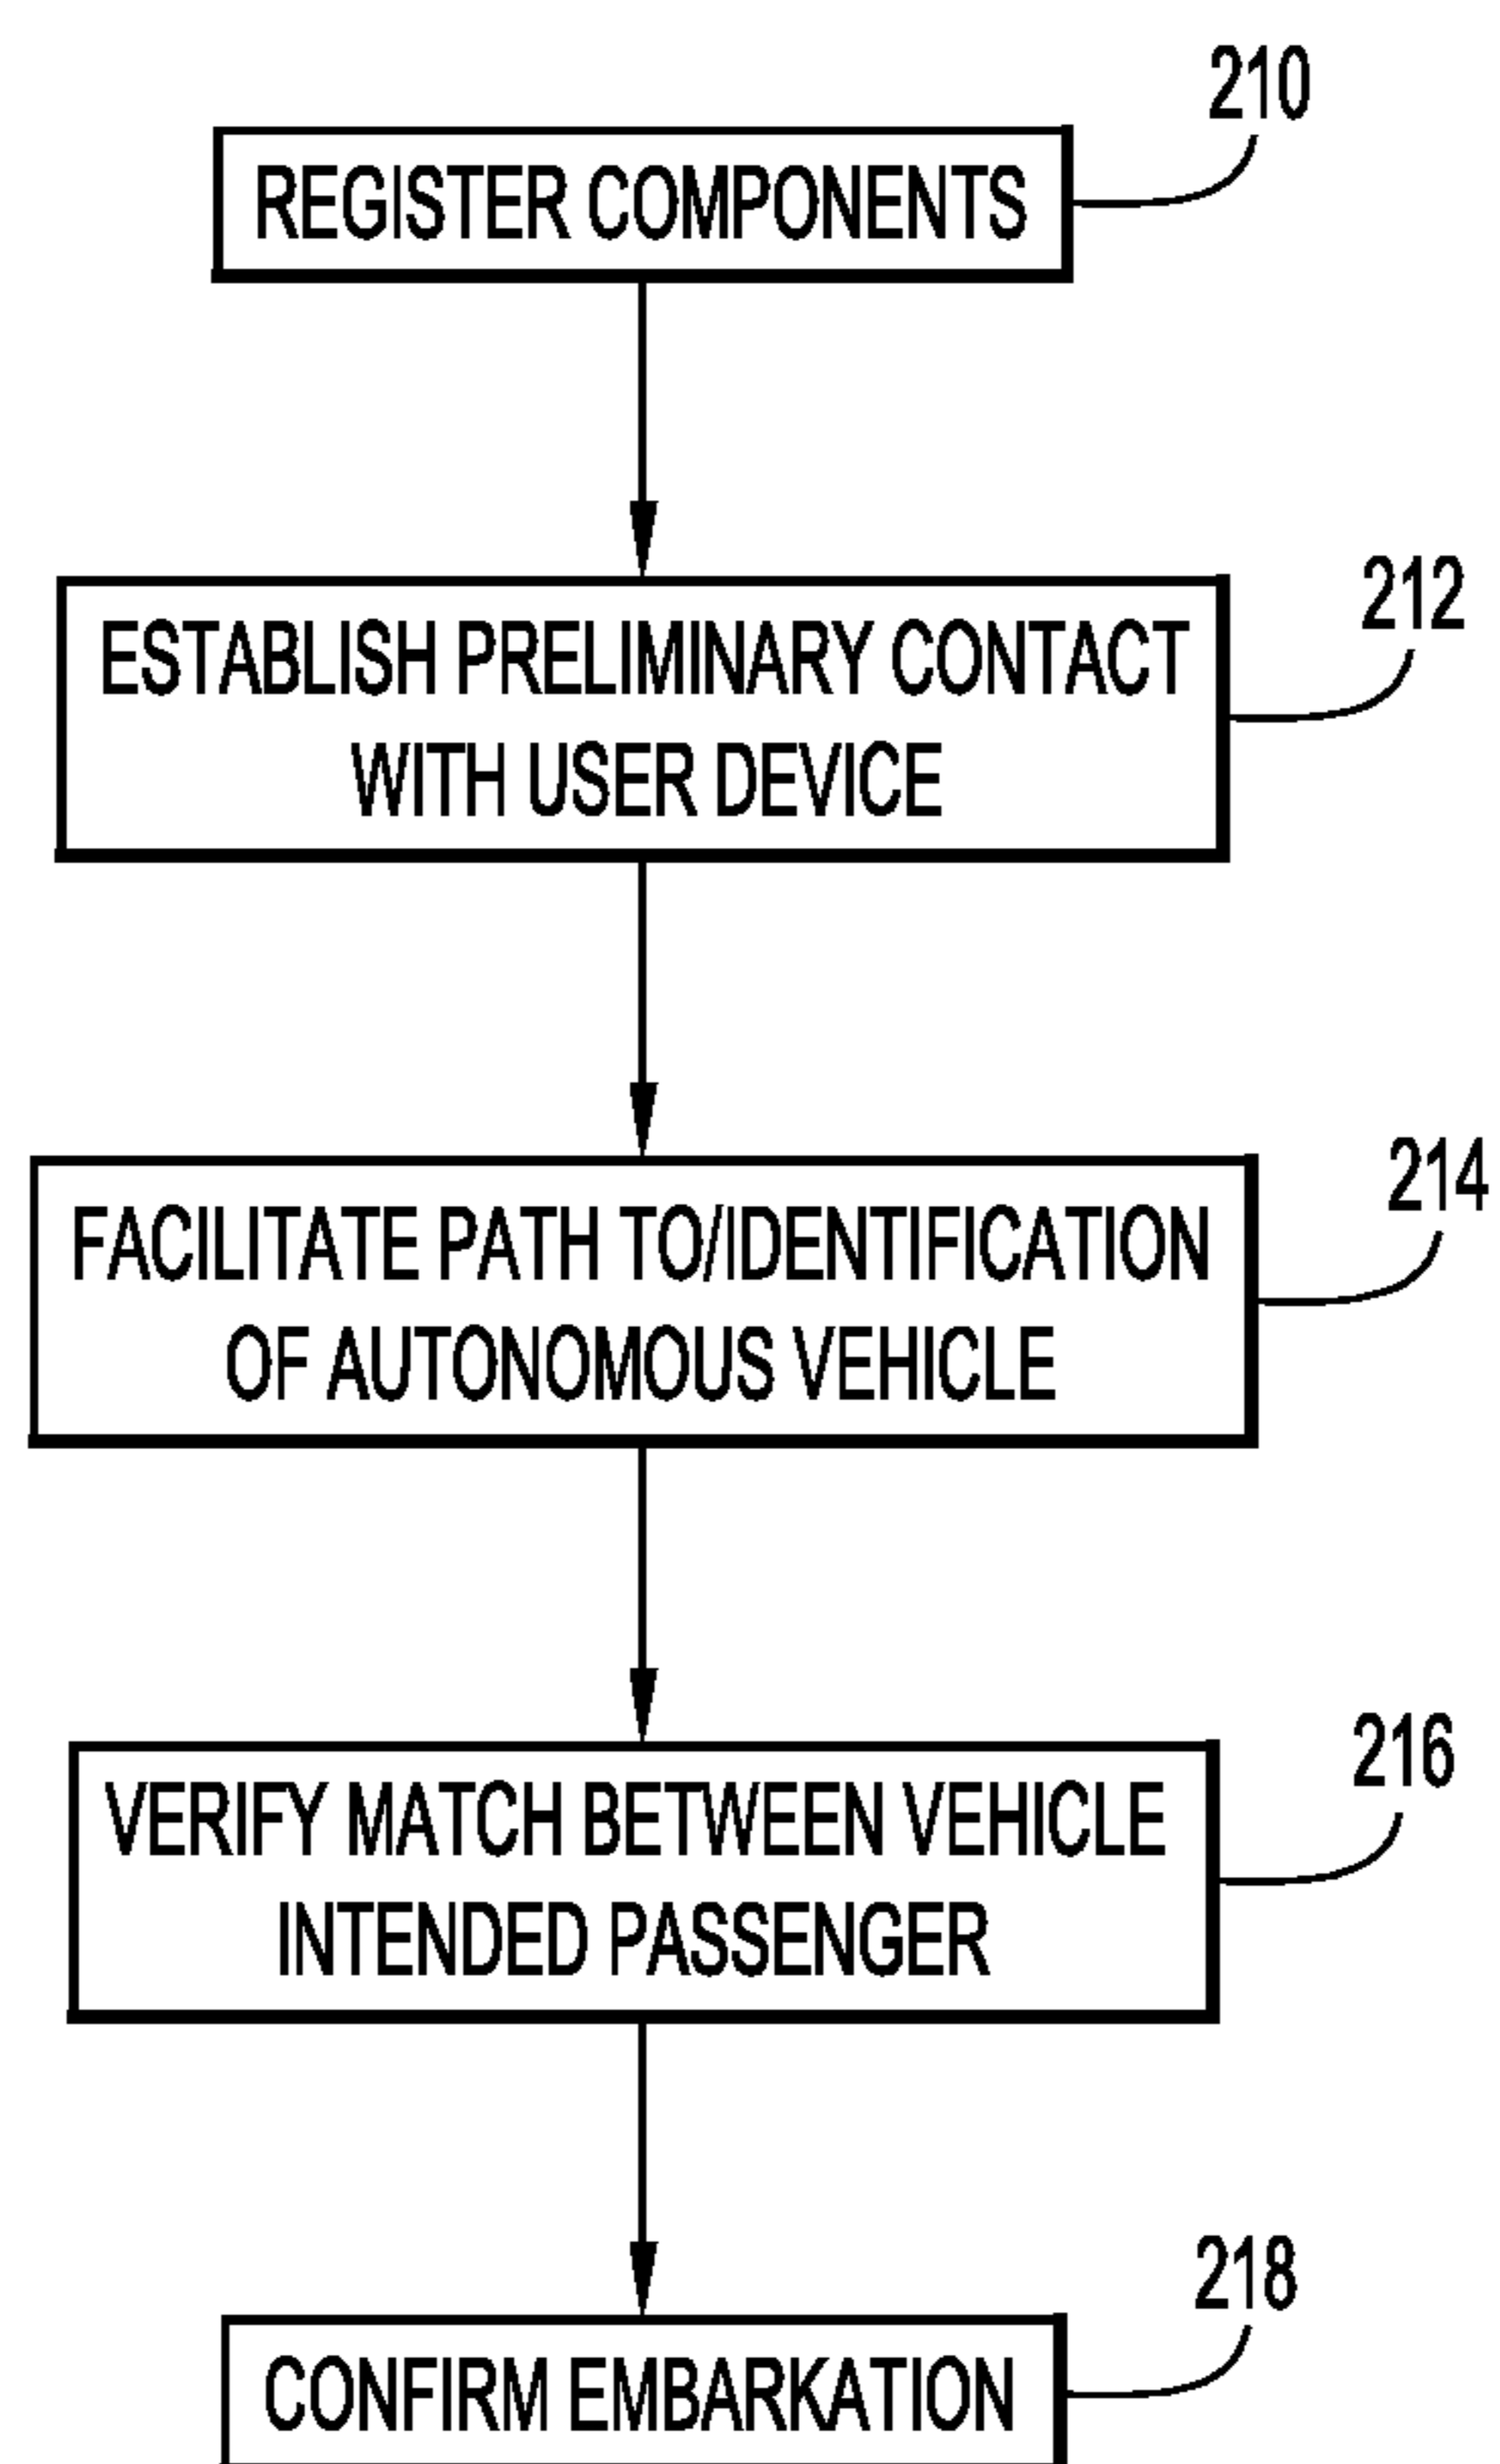 210
REGISTER COMPONENTS
212
ESTABLISH PRELIMINARY CONTACT
WITH USER DEVICE
214
FACILITATE PATH TO/IDENTIFICATION
OF AUTONOMOUS VEHICLE
216
VERIFY MATCH BETWEEN VEHICLE
INTENDED PASSENGER
218
CONFIRM EMBARKATION